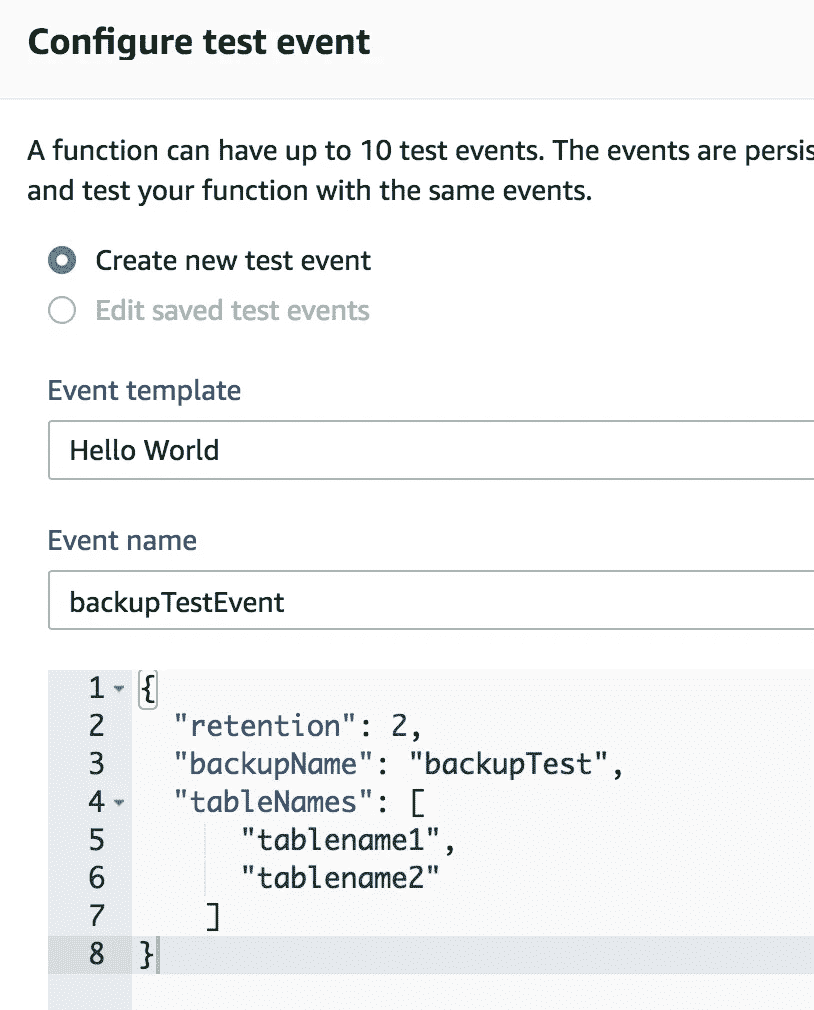 Configure test event
A function can have up to 10 test events. The events are persis
and test your function with the same events.
Create new test event
Edit saved test events
Event template
Hello World
Event name
backupTestEvent
1 {
2 "retention": 2,
3 "backupName": "backupTest",
4 "tableNames": [
5 "tablename1",
6 "tablename2"
7 ]
8 }